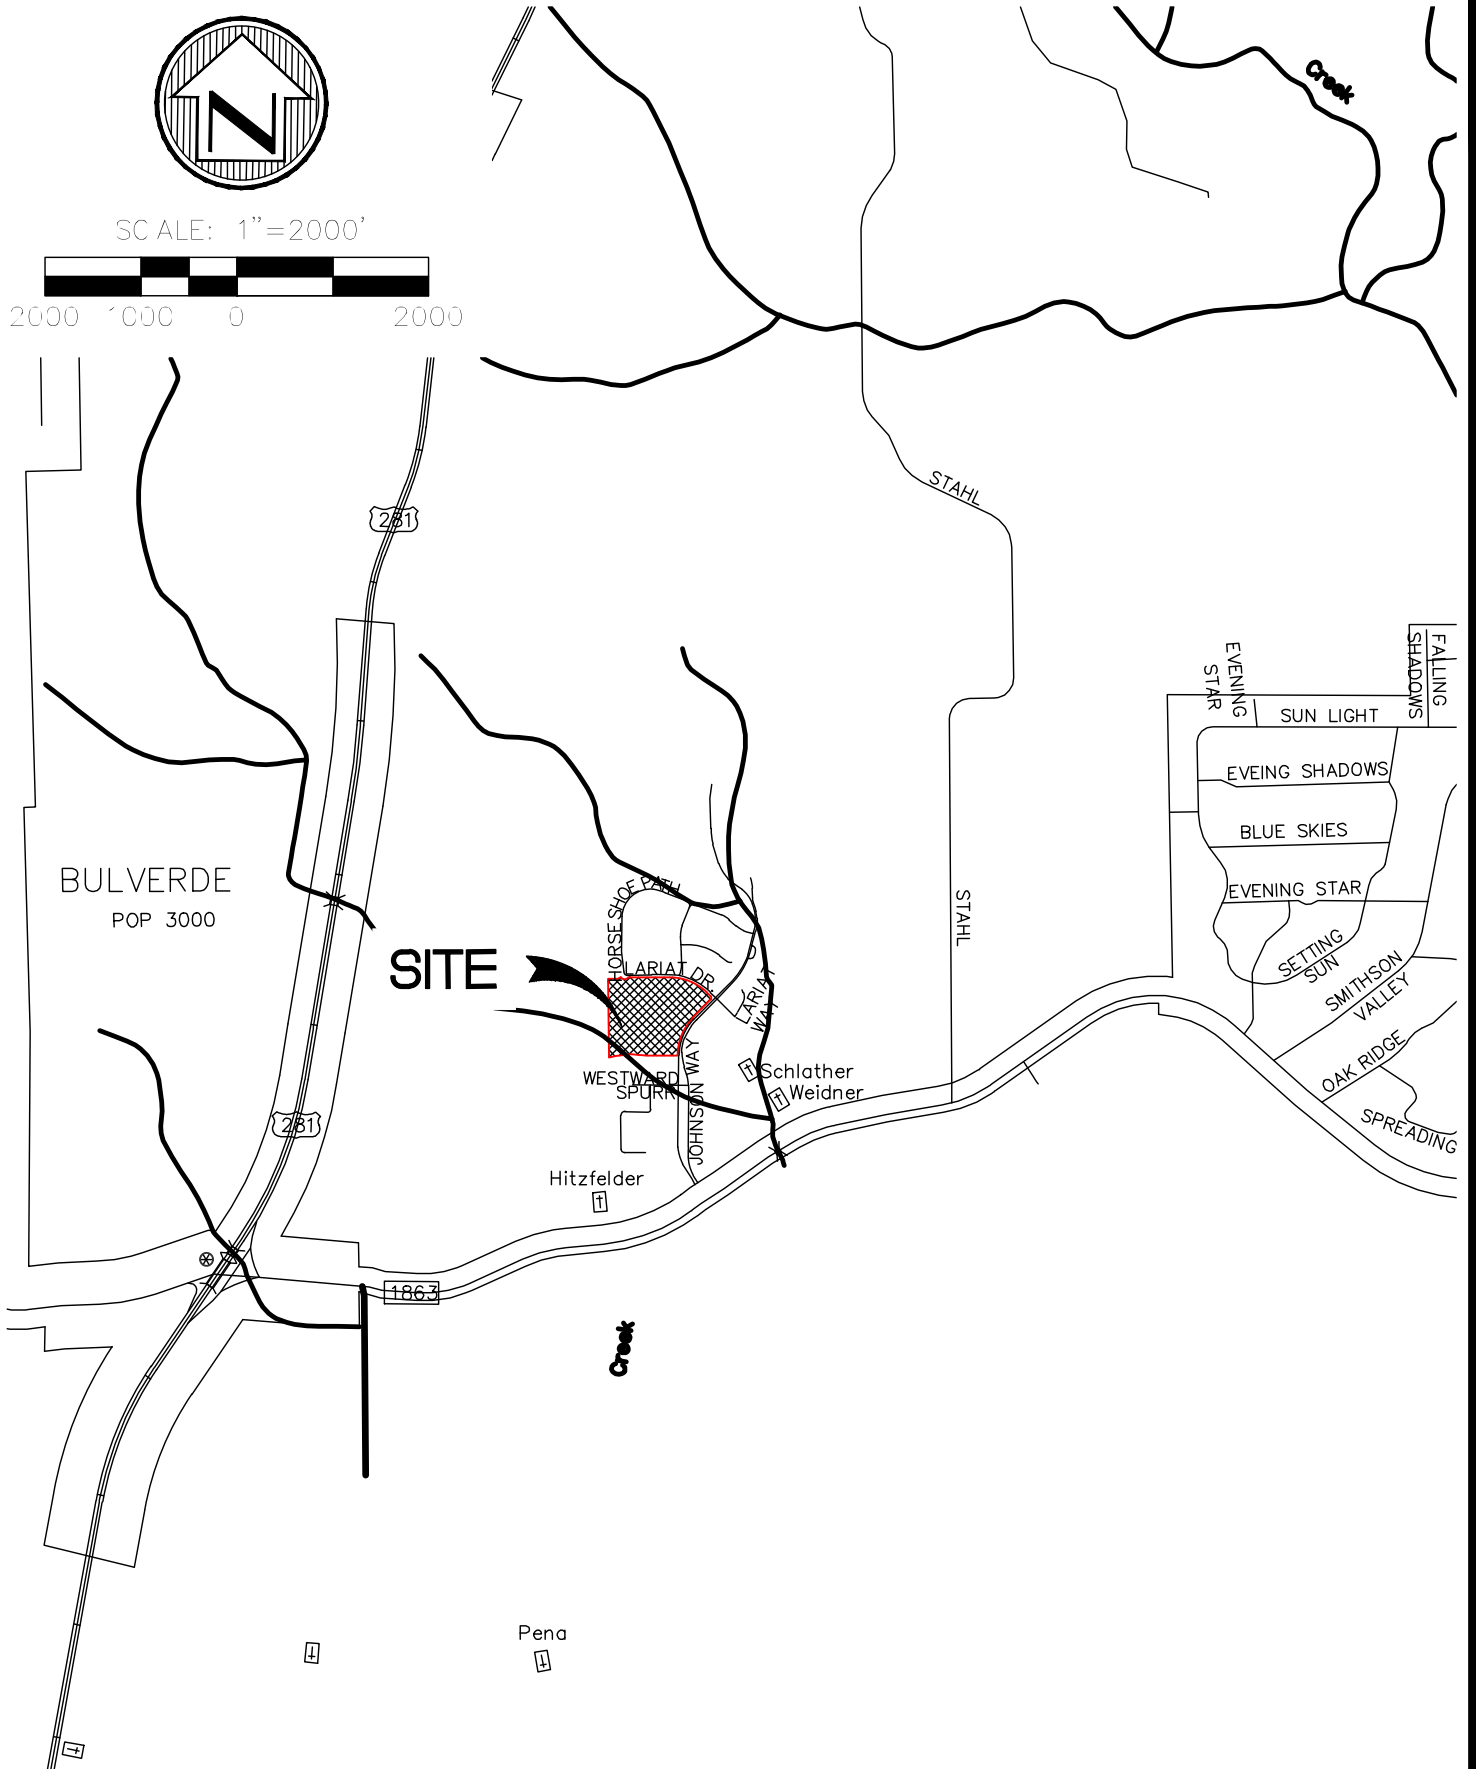 N
SCALE: 1"=2000'
2000 1000 0 2000
Creek
281
STAHL
EVENING
STAR
FALLING
SHADOWS
SUN LIGHT
EVEING SHADOWS
BLUE SKIES
EVENING STAR
BULVERDE
POP 3000
HORSE SHOE PATH
STAHL
SITE
LARIAT DR.
LARIAT
WAY
SETTING
SUN
SMITHSON
VALLEY
OAK RIDGE
SPREADING
WESTWARD
SPURR
JOHNSON WAY
Schlather
Weidner
281
Hitzfelder
1863
Creek
Pena